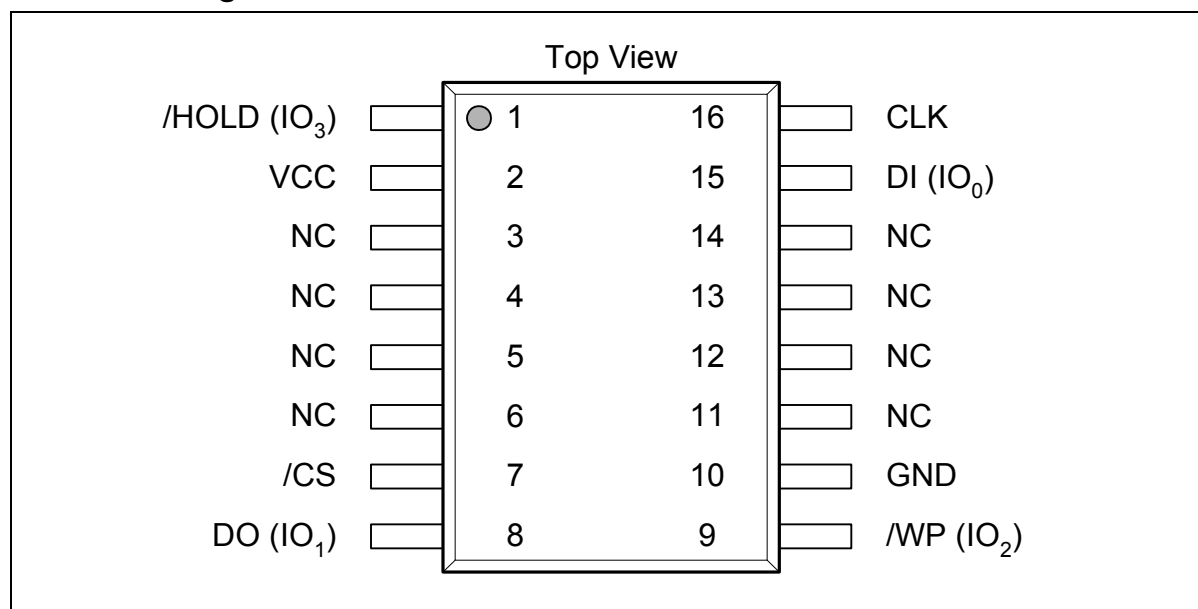 g
Top View
/HOLD (IO₃) 1 16 CLK
VCC 2 15 DI (IO₀)
NC 3 14 NC
NC 4 13 NC
NC 5 12 NC
NC 6 11 NC
/CS 7 10 GND
DO (IO₁) 8 9 /WP (IO₂)